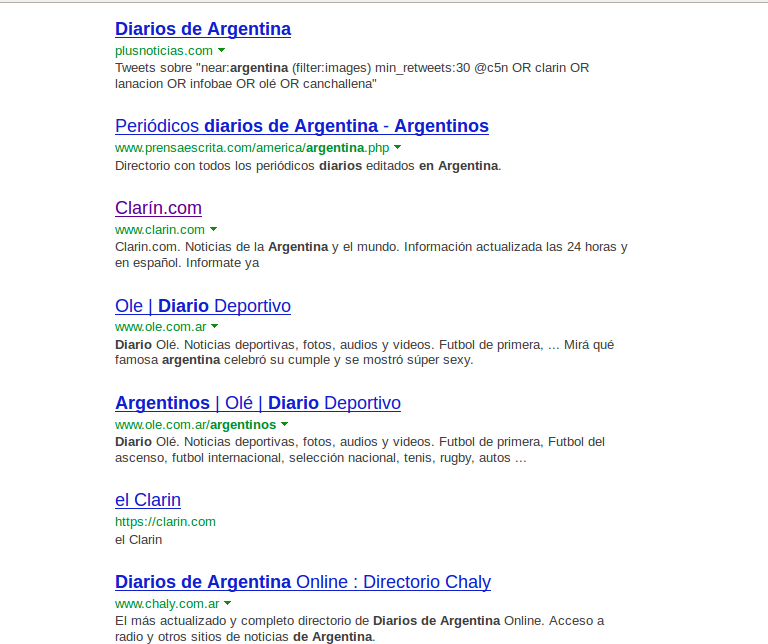 Diarios de Argentina
plusnoticias.com
Tweets sobre "near:argentina (filter:images) min_retweets:30 @c5n OR clarin OR
lanacion OR infobae OR olé OR canchallena"
Periódicos diarios de Argentina - Argentinos
www.prensaescrita.com/america/argentina.php
Directorio con todos los periódicos diarios editados en Argentina.
Clarín.com
www.clarin.com
Clarin.com. Noticias de la Argentina y el mundo. Información actualizada las 24 horas y
en español. Informate ya
Ole | Diario Deportivo
www.ole.com.ar
Diario Olé. Noticias deportivas, fotos, audios y videos. Futbol de primera, ... Mirá qué
famosa argentina celebró su cumple y se mostró súper sexy.
Argentinos | Olé | Diario Deportivo
www.ole.com.ar/argentinos
Diario Olé. Noticias deportivas, fotos, audios y videos. Futbol de primera, Futbol del
ascenso, futbol internacional, selección nacional, tenis, rugby, autos ...
el Clarin
https://clarin.com
el Clarin
Diarios de Argentina Online : Directorio Chaly
www.chaly.com.ar
El más actualizado y completo directorio de Diarios de Argentina Online. Acceso a
radio y otros sitios de noticias de Argentina.